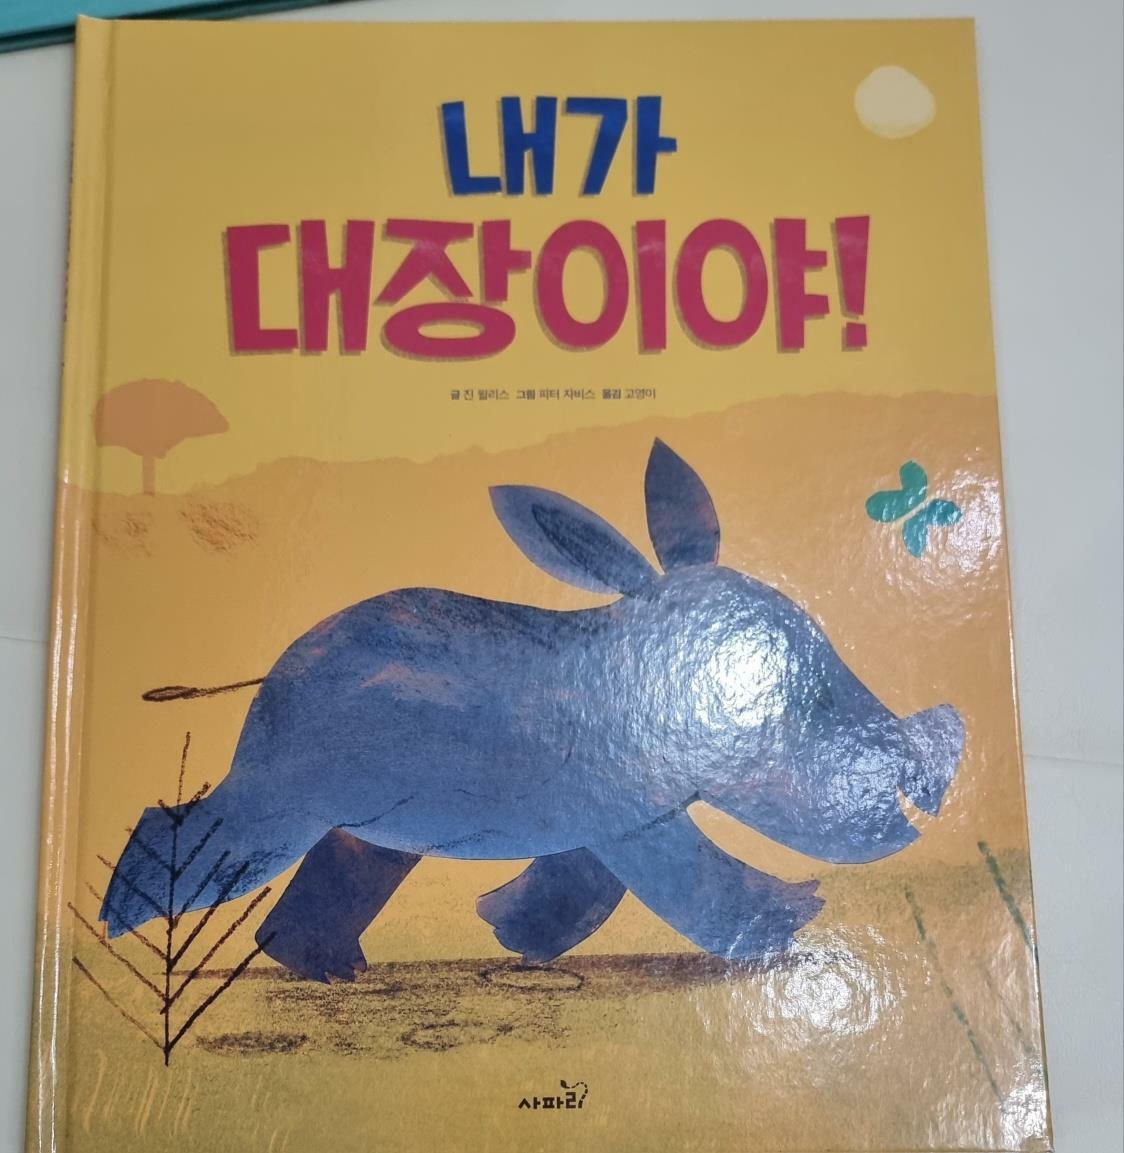 내가
대장이야!
글 진 윌리스 그림 피터 자비스 옮김 고영이
사파리